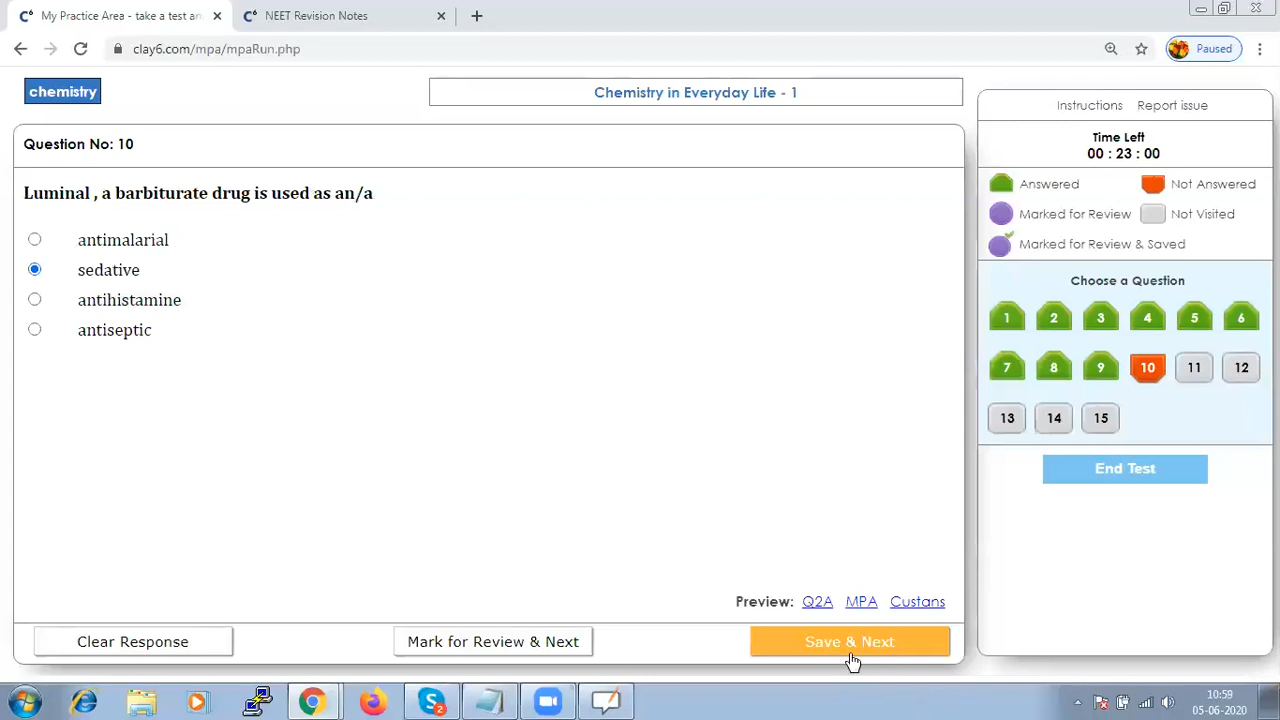 My Practice Area - take a test an
NEET Revision Notes
clay6.com/mpa/mpaRun.php
Paused
chemistry
Chemistry in Everyday Life - 1
Question No: 10
Luminal , a barbiturate drug is used as an/a
antimalarial
sedative
antihistamine
antiseptic
Preview: Q2A MPA Custans
Clear Response
Mark for Review & Next
Save & Next
Instructions Report issue
Time Left
00 : 23 : 00
Answered
Not Answered
Marked for Review
Not Visited
Marked for Review & Saved
Choose a Question
1 2 3 4 5 6
7 8 9 10 11 12
13 14 15
End Test
2
10:59
05-06-2020